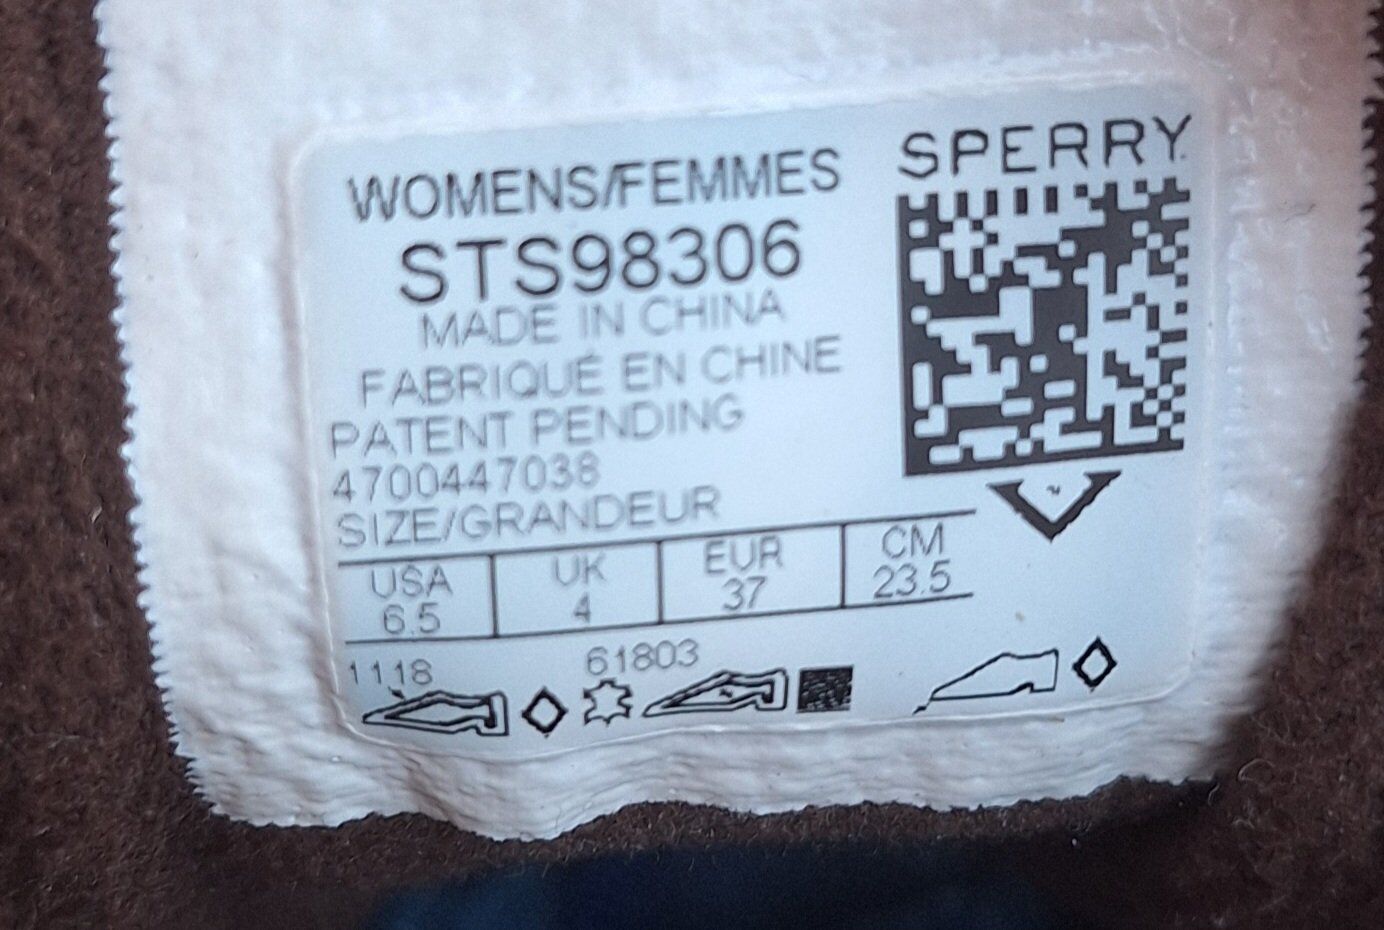 SPERRY
WOMENS/FEMMES
STS98306
MADE IN CHINA
FABRIQUÉ EN CHINE
PATENT PENDING
4700447038
SIZE/GRANDEUR
USA UK EUR CM
6.5 4 37 23.5
1118 61803